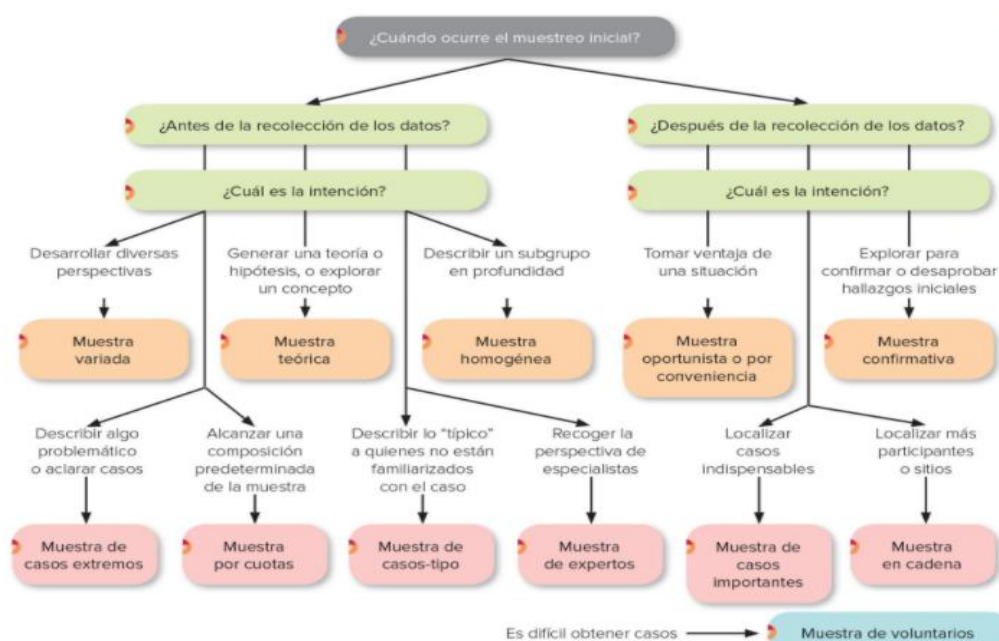 ¿Cuándo ocurre el muestreo inicial?
¿Antes de la recolección de los datos?
¿Después de la recolección de los datos?
¿Cuál es la intención?
¿Cuál es la intención?
Desarrollar diversas
perspectivas
Generar una teoría o
hipótesis, o explorar
un concepto
Describir un subgrupo
en profundidad
Tomar ventaja de
una situación
Explorar para
confirmar o desaprobar
hallazgos iniciales
Muestra
variada
Muestra
teórica
Muestra
homogénea
Muestra
oportunista o por
conveniencia
Muestra
confirmativa
Describir algo
problemático
o aclarar casos
Alcanzar una
composición
predeterminada
de la muestra
Describir lo "típico"
a quienes no están
familiarizados
con el caso
Recoger la
perspectiva de
especialistas
Localizar
casos
indispensables
Localizar más
participantes
o sitios
Muestra de
casos extremos
Muestra
por cuotas
Muestra de
casos-tipo
Muestra
de expertos
Muestra de
casos
importantes
Muestra
en cadena
Es difícil obtener casos
Muestra de voluntarios